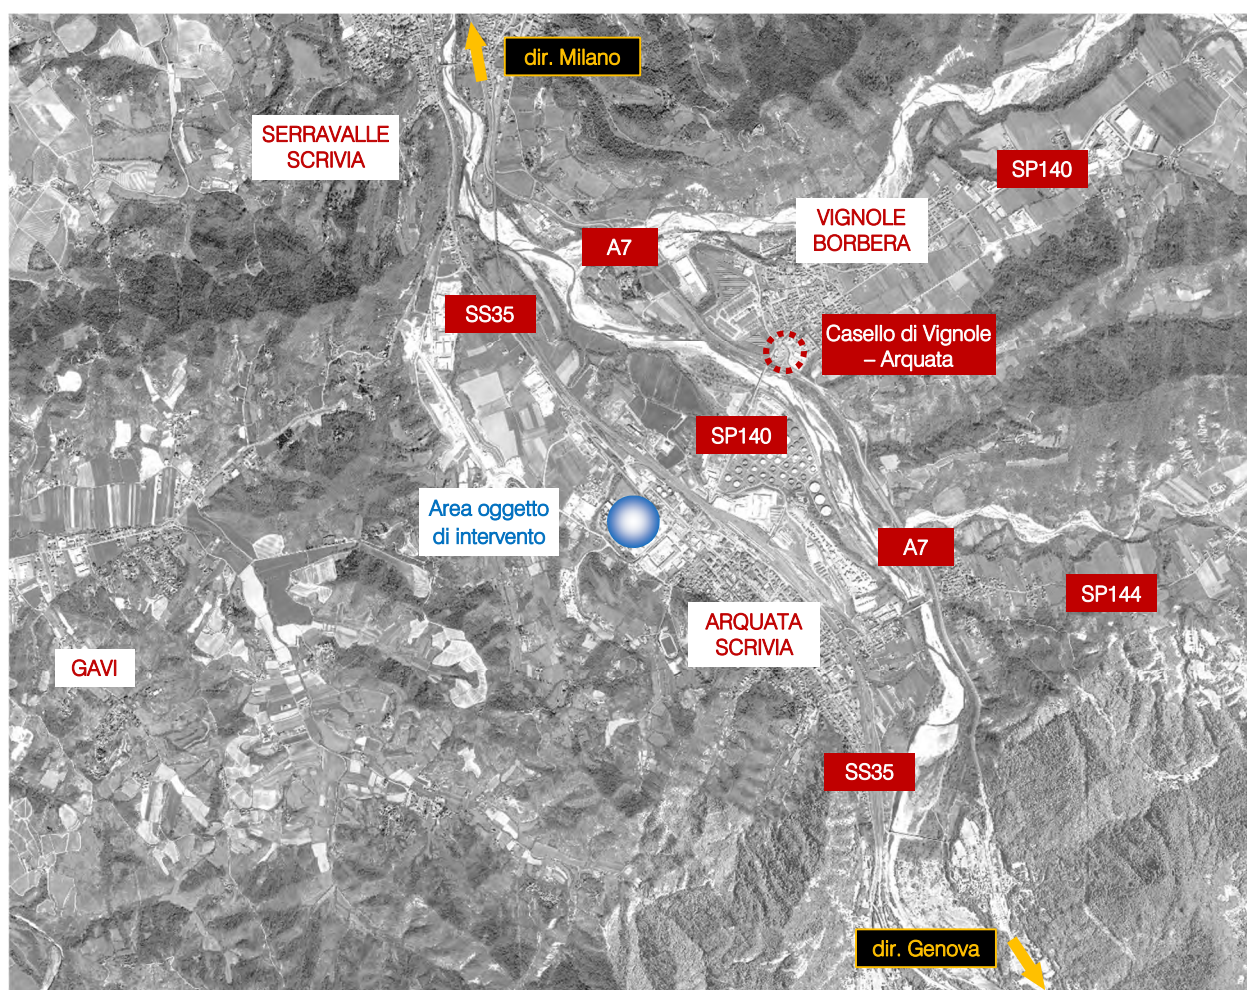 dir. Milano
SERRAVALLE
SCRIVIA
SP140
VIGNOLE
BORBERA
A7
SS35
Casello di Vignole
– Arquata
SP140
Area oggetto
di intervento
A7
SP144
ARQUATA
SCRIVIA
GAVI
SS35
dir. Genova